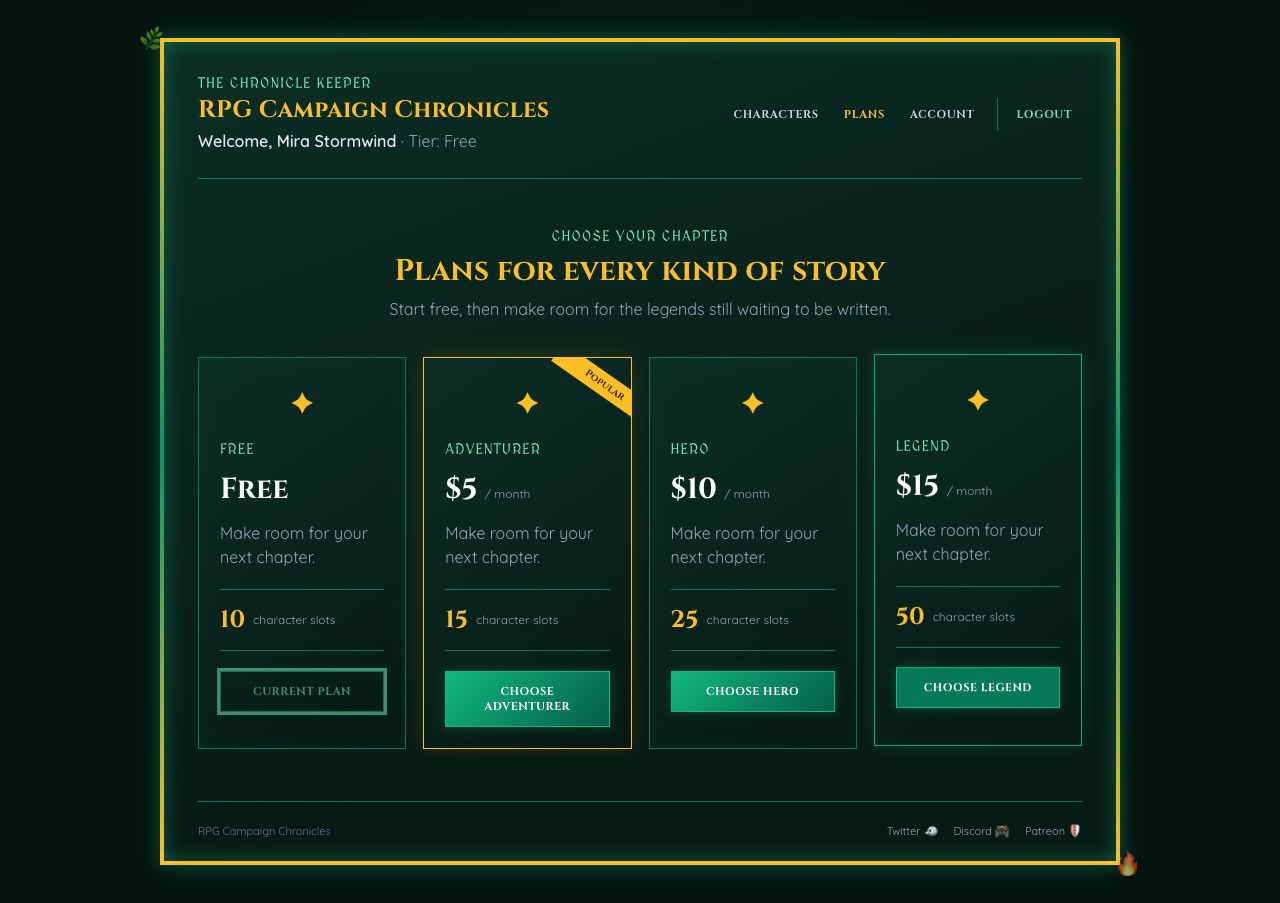 THE CHRONICLE KEEPER
RPG CAMPAIGN CHRONICLES
Welcome, Mira Stormwind · Tier: Free
CHARACTERS PLANS ACCOUNT LOGOUT
CHOOSE YOUR CHAPTER
PLANS FOR EVERY KIND OF STORY
Start free, then make room for the legends still waiting to be written.
FREE
FREE
Make room for your
next chapter.
10 character slots
CURRENT PLAN
POPULAR
ADVENTURER
$5 / month
Make room for your
next chapter.
15 character slots
CHOOSE
ADVENTURER
HERO
$10 / month
Make room for your
next chapter.
25 character slots
CHOOSE HERO
LEGEND
$15 / month
Make room for your
next chapter.
50 character slots
CHOOSE LEGEND
RPG Campaign Chronicles
Twitter Discord Patreon